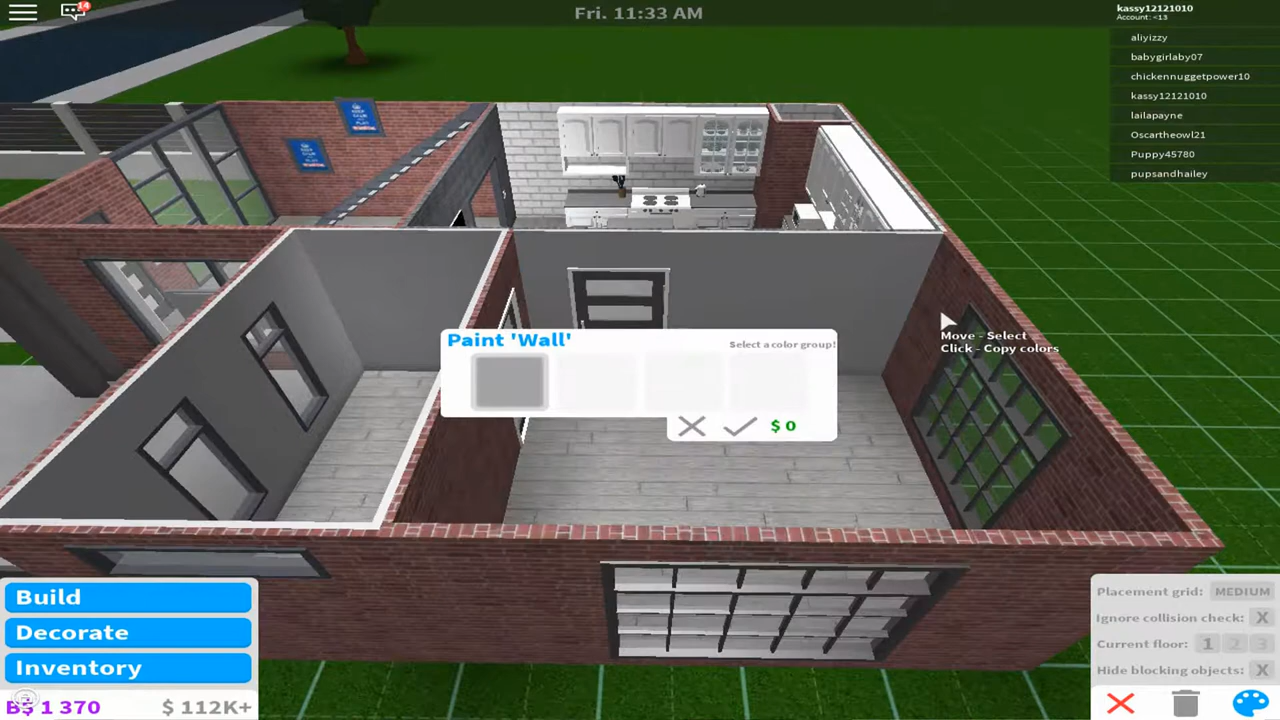 14
Fri. 11:33 AM
kassy12121010
Account: <13
aliyizzy
babygirlaby07
chickennuggetpower10
kassy12121010
lailapayne
Oscartheowl21
Puppy45780
pupsandhailey
Move - Select
Click - Copy colors
Paint 'Wall'
Select a color group!
$ 0
Build
Decorate
Inventory
B$ 1 370
$ 112K+
Placement grid: MEDIUM
Ignore collision check: X
Current floor: 1 2 3
Hide blocking objects: X